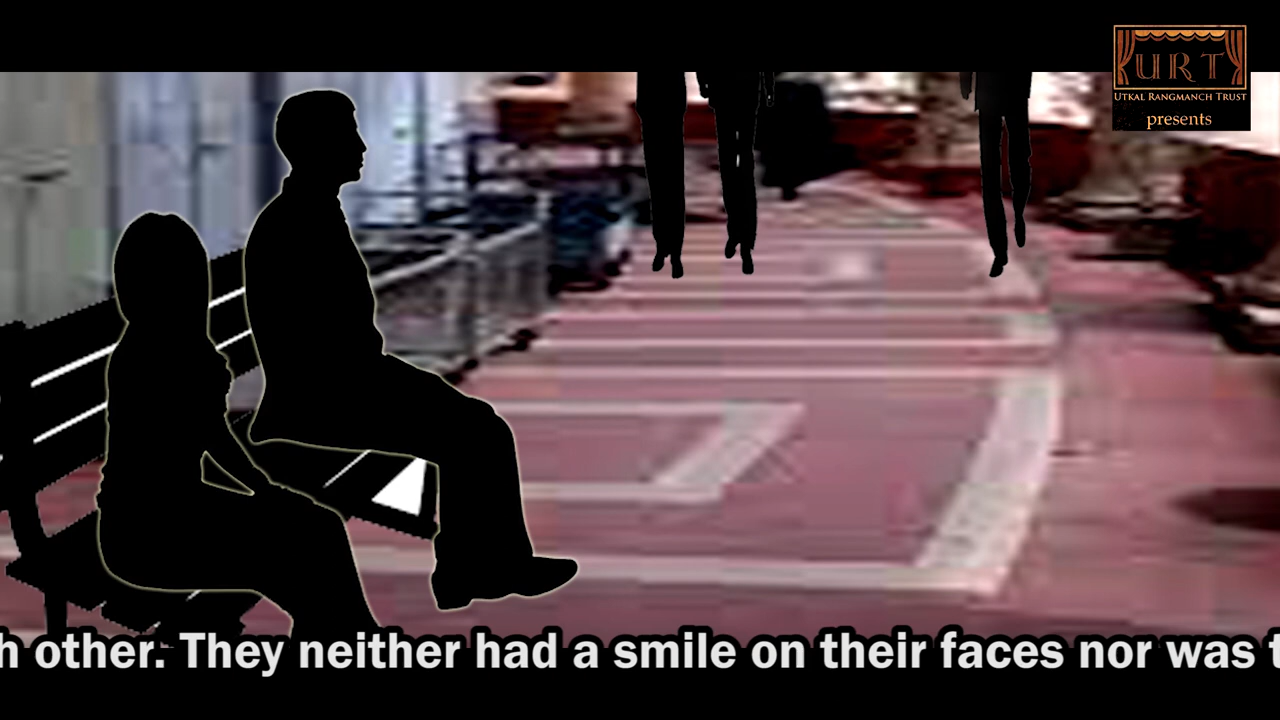 URT
UTKAL RANGMANCH TRUST
presents
h other. They neither had a smile on their faces nor was t